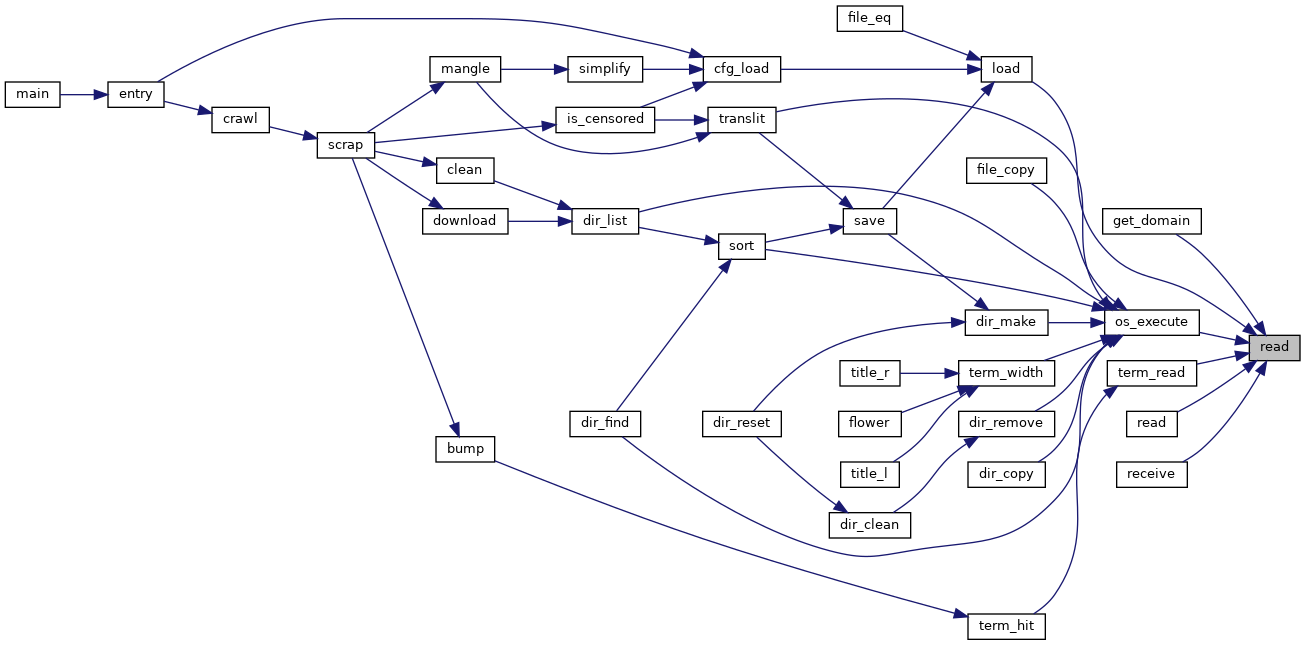 file_eq
mangle
simplify
cfg_load
load
main
entry
crawl
is_censored
translit
scrap
clean
file_copy
download
dir_list
save
get_domain
sort
dir_make
os_execute
read
title_r
term_width
term_read
dir_find
dir_reset
flower
dir_remove
read
bump
title_l
dir_copy
receive
dir_clean
term_hit